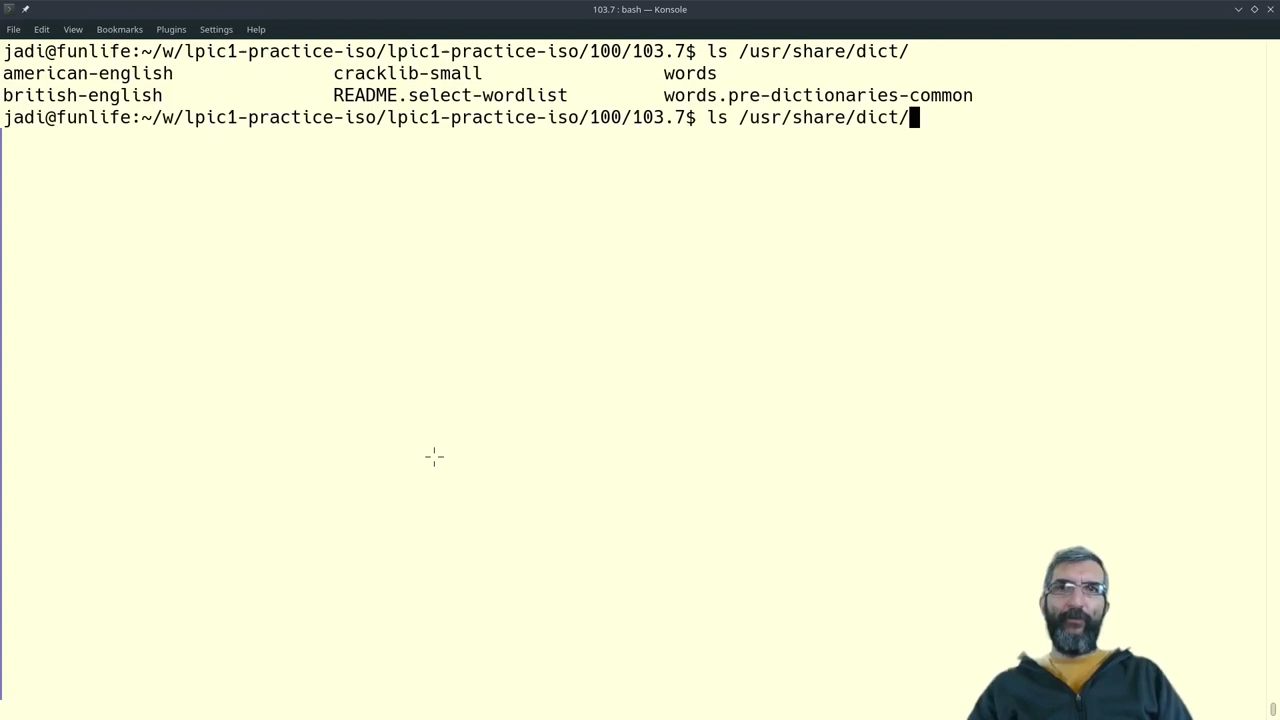 103.7 : bash — Konsole
File Edit View Bookmarks Plugins Settings Help
jadi@funlife:~/w/lpic1-practice-iso/lpic1-practice-iso/100/103.7$ ls /usr/share/dict/
american-english cracklib-small words
british-english README.select-wordlist words.pre-dictionaries-common
jadi@funlife:~/w/lpic1-practice-iso/lpic1-practice-iso/100/103.7$ ls /usr/share/dict/